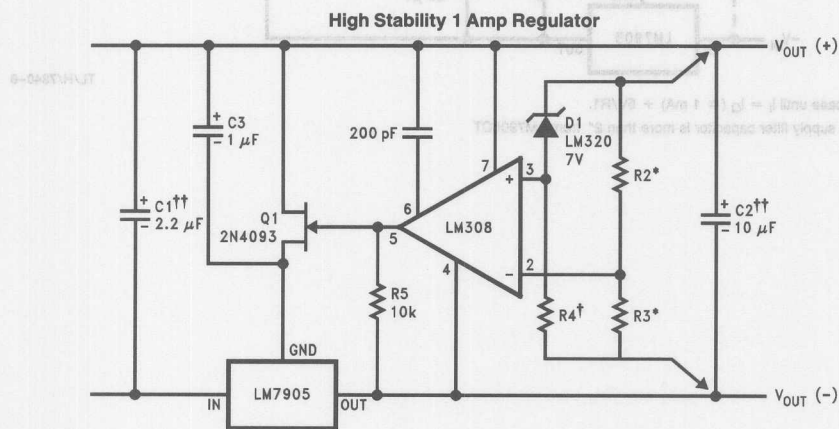 High Stability 1 Amp Regulator
V_OUT (+)
C3
1 µF
200 pF
D1
LM320
7V
R2*
C1††
2.2 µF
Q1
2N4093
6
5
7
3
LM308
4
2
C2††
10 µF
R5
10k
R4†
R3*
GND
IN
LM7905
OUT
V_OUT (-)